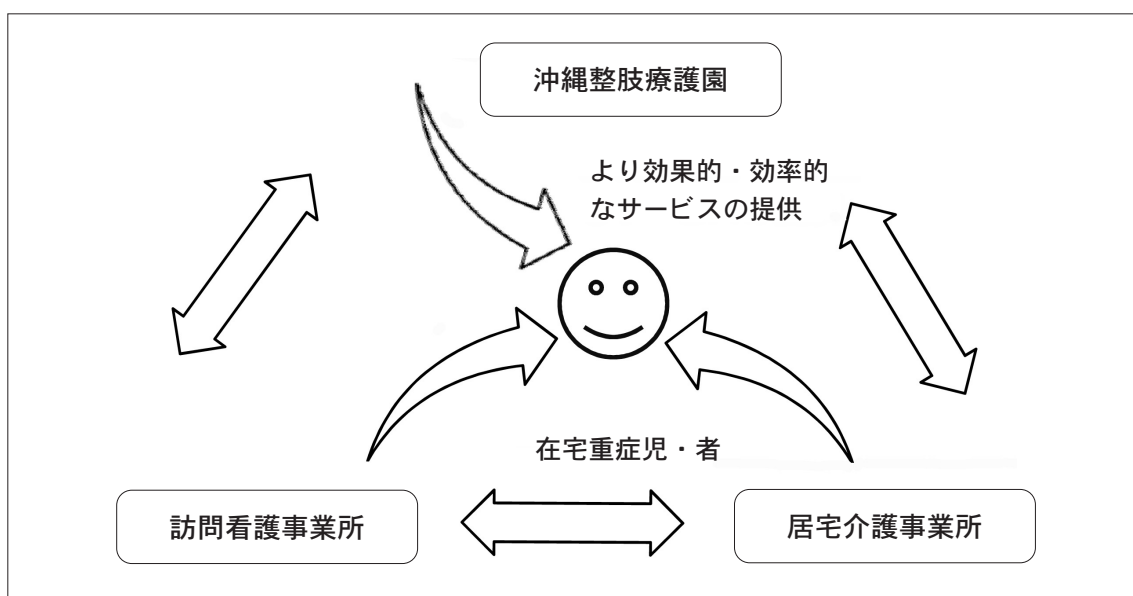 沖縄整肢療護園
より効果的・効率的
なサービスの提供
在宅重症児・者
訪問看護事業所
居宅介護事業所